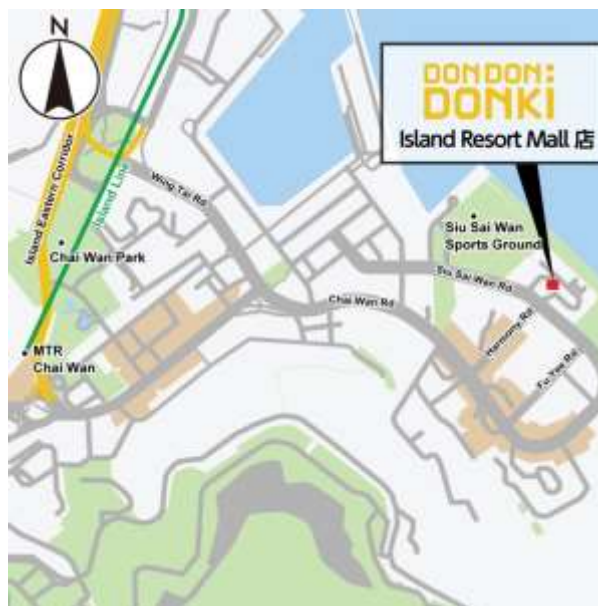 N
DON DON:
DONKI
Island Resort Mall 店
Island Eastern Corridor
Island Line
Wing Tai Rd
Chai Wan Park
Siu Sai Wan
Sports Ground
Siu Sai Wan Rd
Chai Wan Rd
Harmony Rd
Fu Yee Rd
MTR
Chai Wan